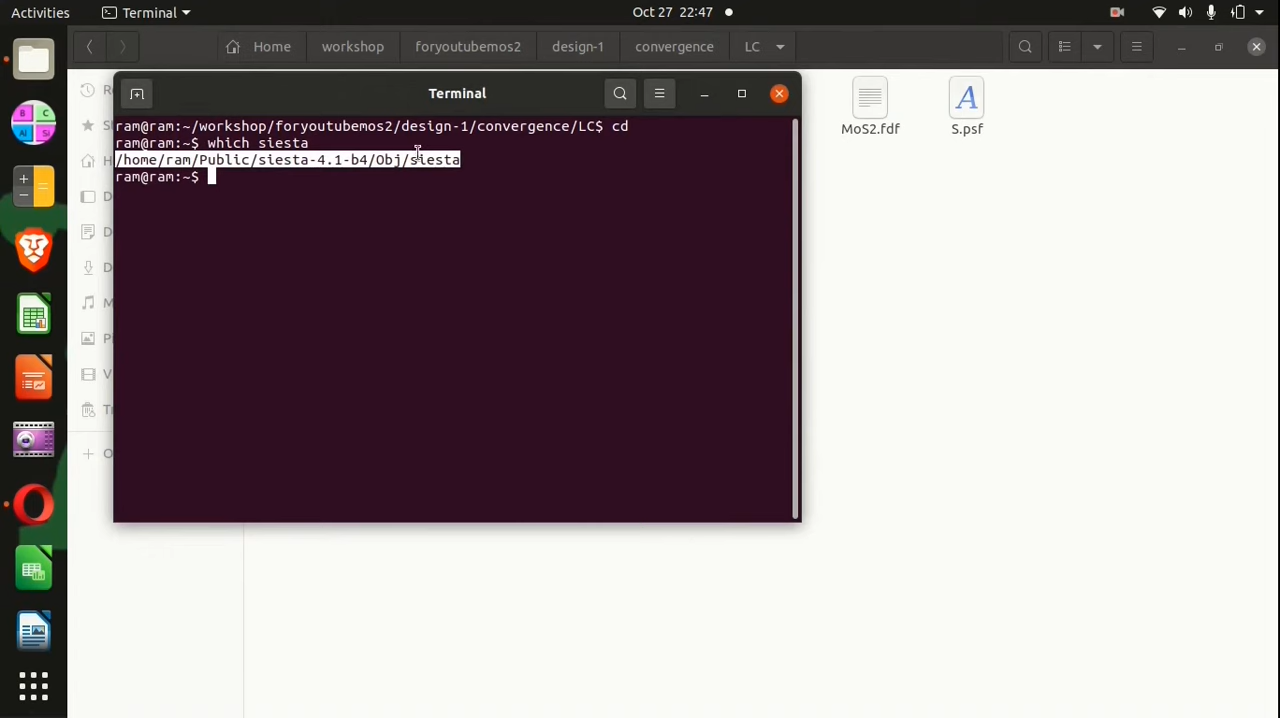 Activities
Terminal
Oct 27 22:47
Home
workshop
foryoutubemos2
design-1
convergence
LC
Terminal
ram@ram:~/workshop/foryoutubemos2/design-1/convergence/LC$ cd
ram@ram:~$ which siesta
/home/ram/Public/siesta-4.1-b4/Obj/siesta
ram@ram:~$
MoS2.fdf
S.psf